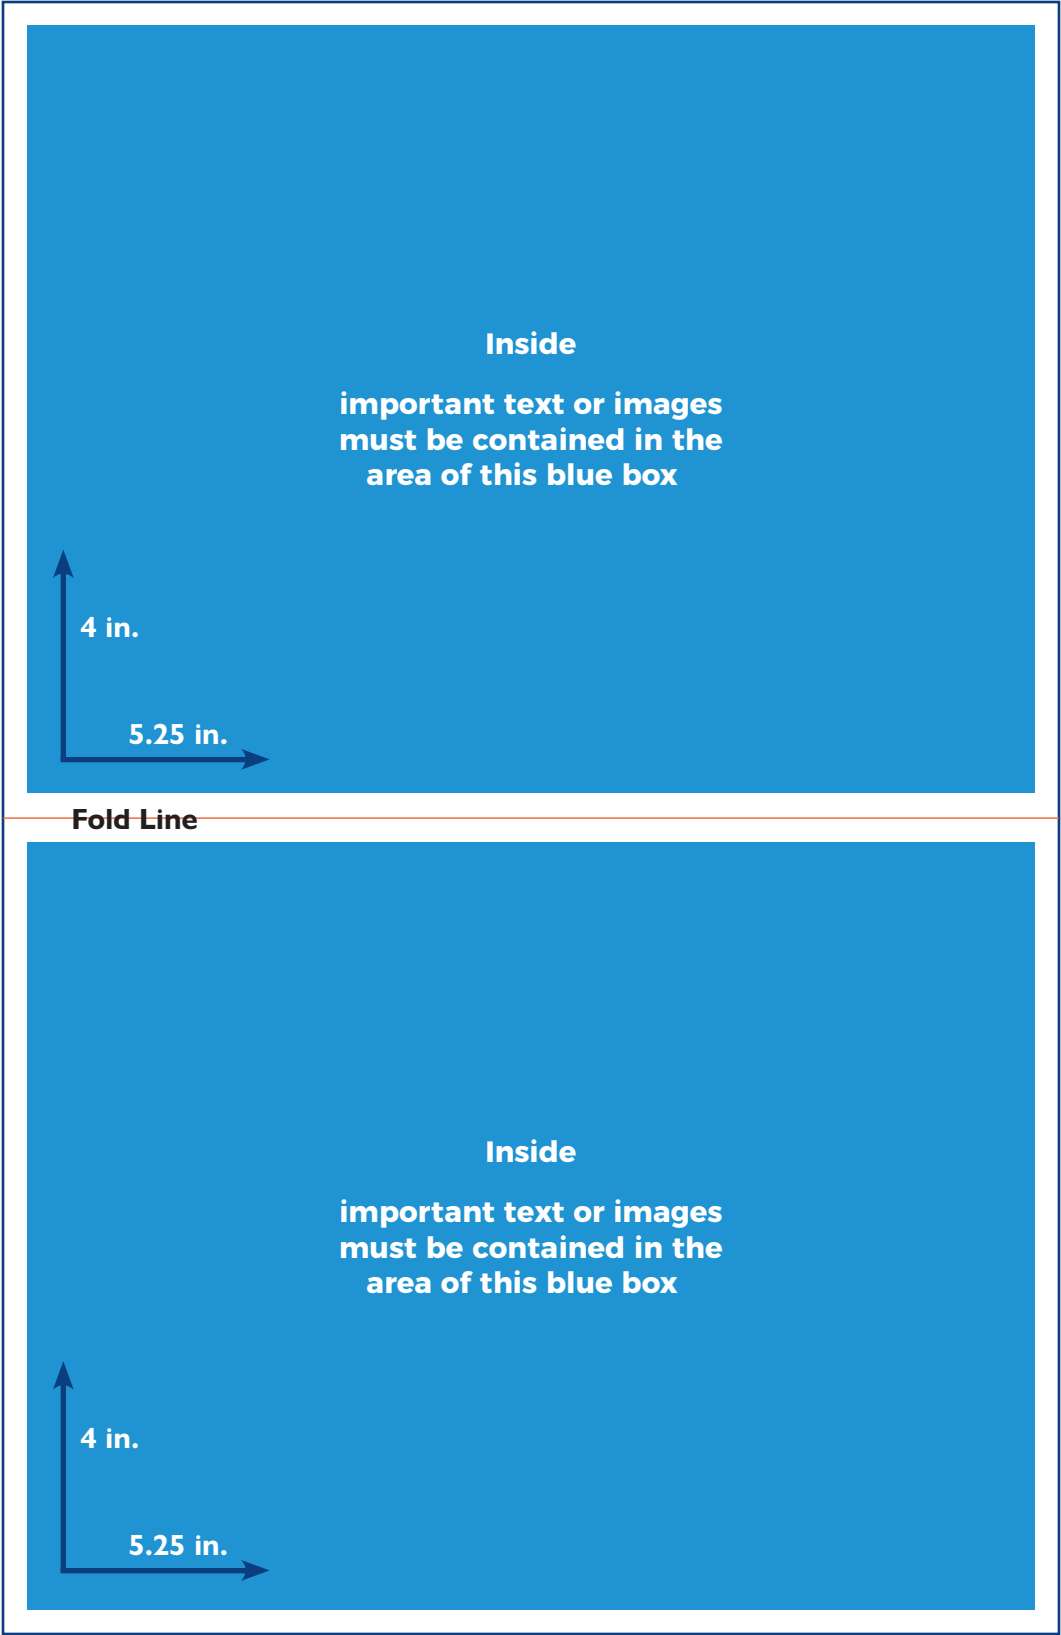 Inside
important text or images
must be contained in the
area of this blue box
4 in.
5.25 in.
Fold Line
Inside
important text or images
must be contained in the
area of this blue box
4 in.
5.25 in.